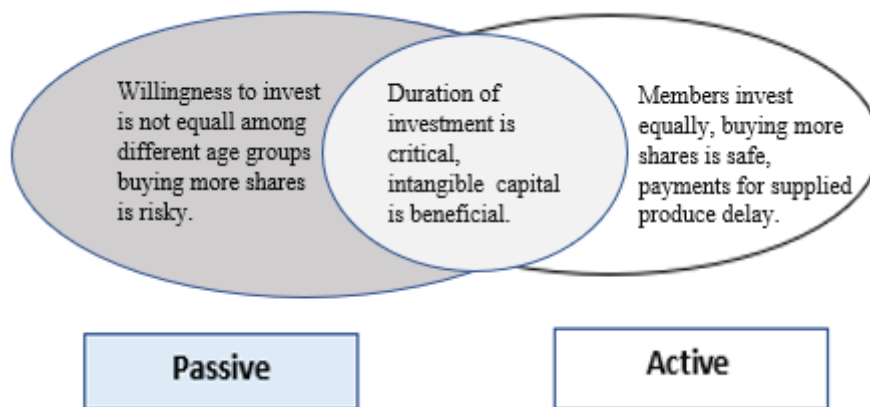 Willingness to invest
is not equall among
different age groups
buying more shares
is risky.
Duration of
investment is
critical,
intangible capital
is beneficial.
Members invest
equally, buying more
shares is safe,
payments for supplied
produce delay.
Passive
Active